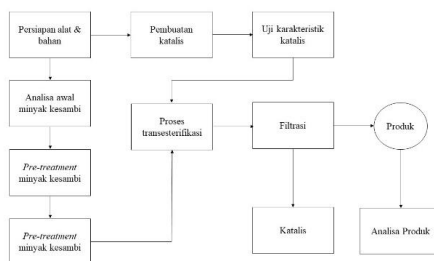 Persiapan alat &
bahan
Pembuatan
katalis
Uji karakteristik
katalis
Analisa awal
minyak kesambi
Proses
transesterifikasi
Filtrasi
Produk
Pre-treatment
minyak kesambi
Pre-treatment
minyak kesambi
Katalis
Analisa Produk